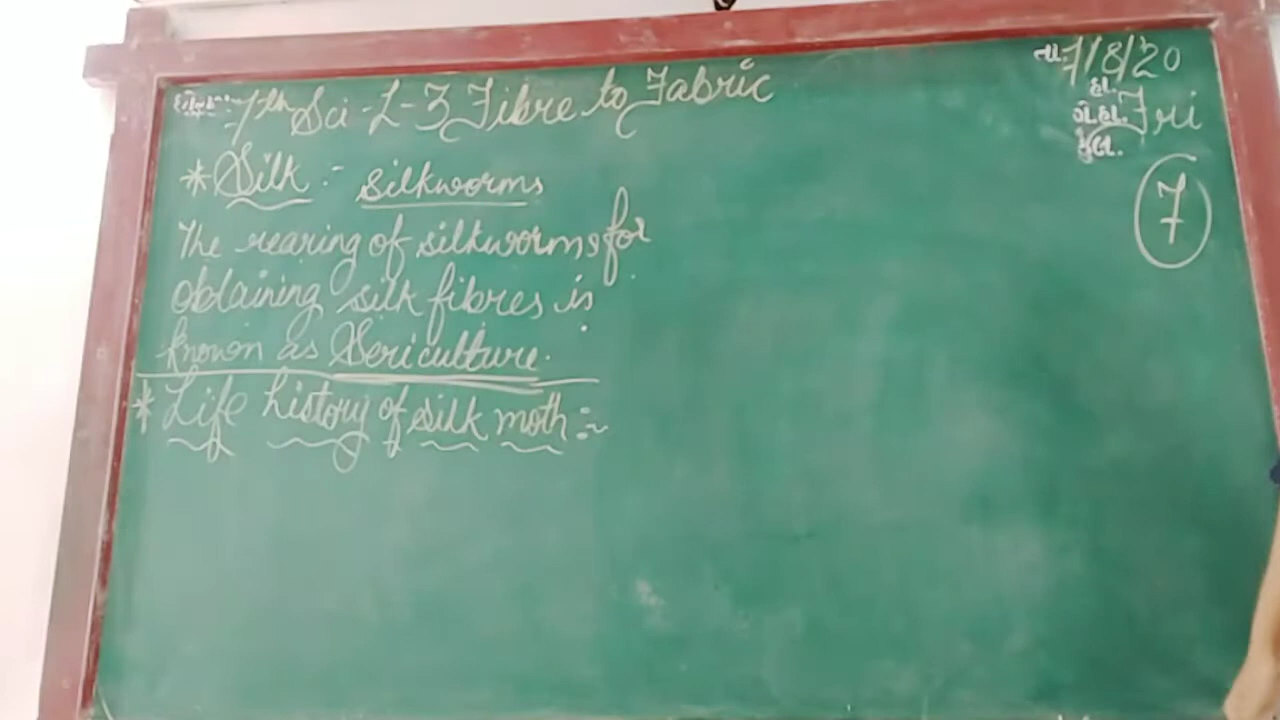 7th Sci-L-3 Fibre to Fabric
તા. 7/8/20
હા.
ગે.હા. Fri
કુલ.
7
* Silk :- silkworms
The rearing of silkworms for
obtaining silk fibres is
known as Sericulture.
* Life history of silk moth :-